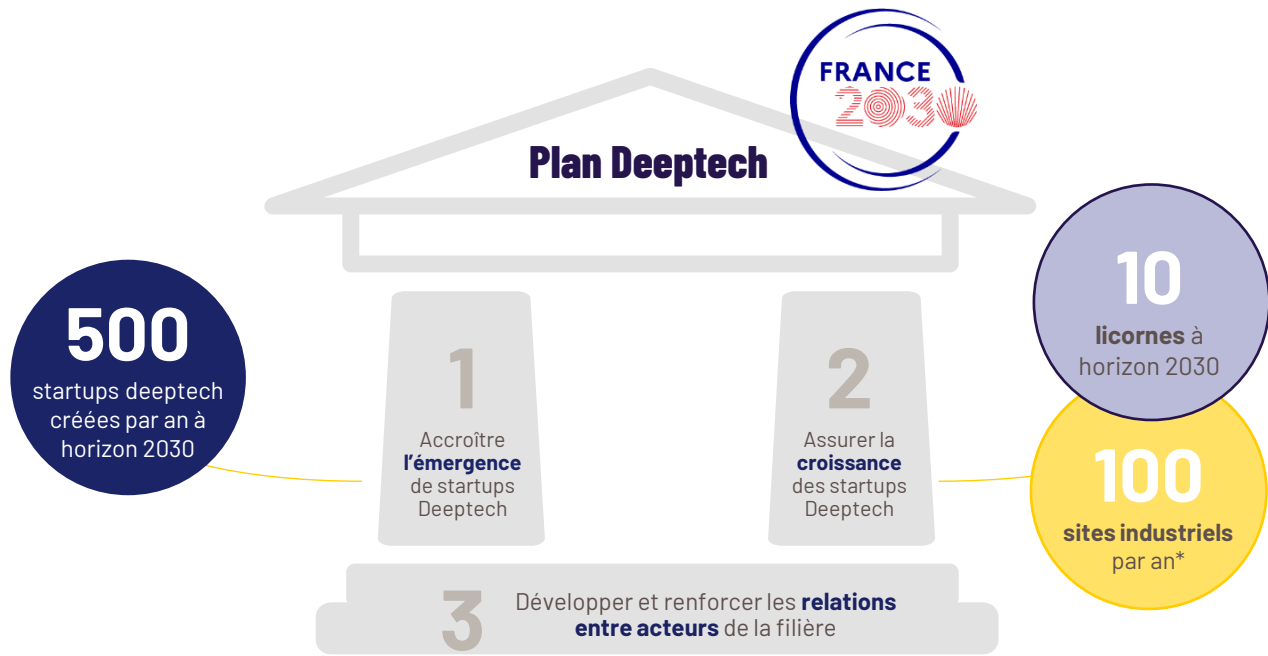 FRANCE
2030
Plan Deeptech
500
startups deeptech
créées par an à
horizon 2030
1
Accroître
l'émergence
de startups
Deeptech
2
Assurer la
croissance
des startups
Deeptech
10
licornes à
horizon 2030
100
sites industriels
par an*
3
Développer et renforcer les relations
entre acteurs de la filière